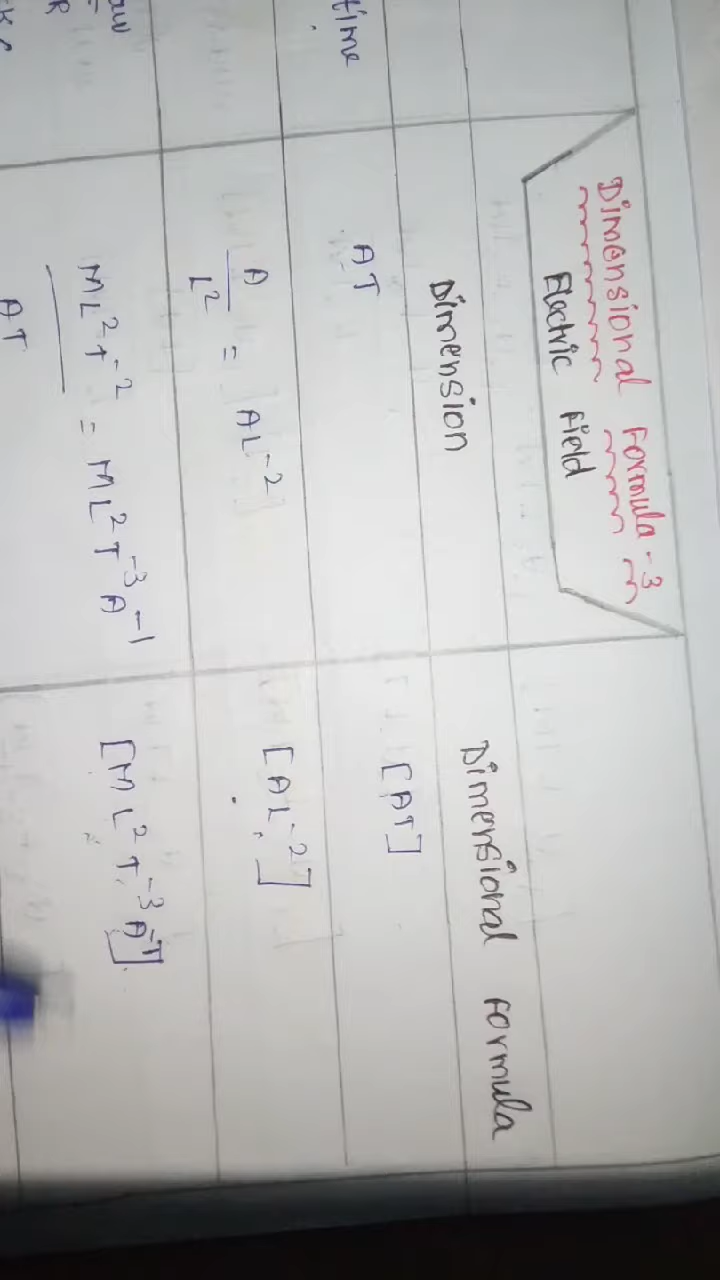 Dimensional Formula-3
Electric Field
Dimension Dimensional Formula
time AT [AT]
A/L² = AL⁻² [AL⁻²]
ML²T⁻²/AT = ML²T⁻³A⁻¹ [ML²T⁻³A⁻¹].